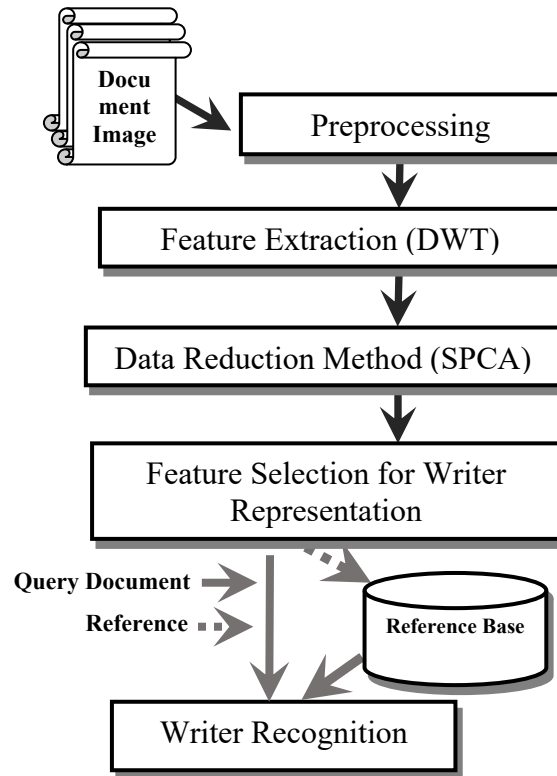 Docu
ment
Image
Preprocessing
Feature Extraction (DWT)
Data Reduction Method (SPCA)
Feature Selection for Writer
Representation
Query Document
Reference
Reference Base
Writer Recognition